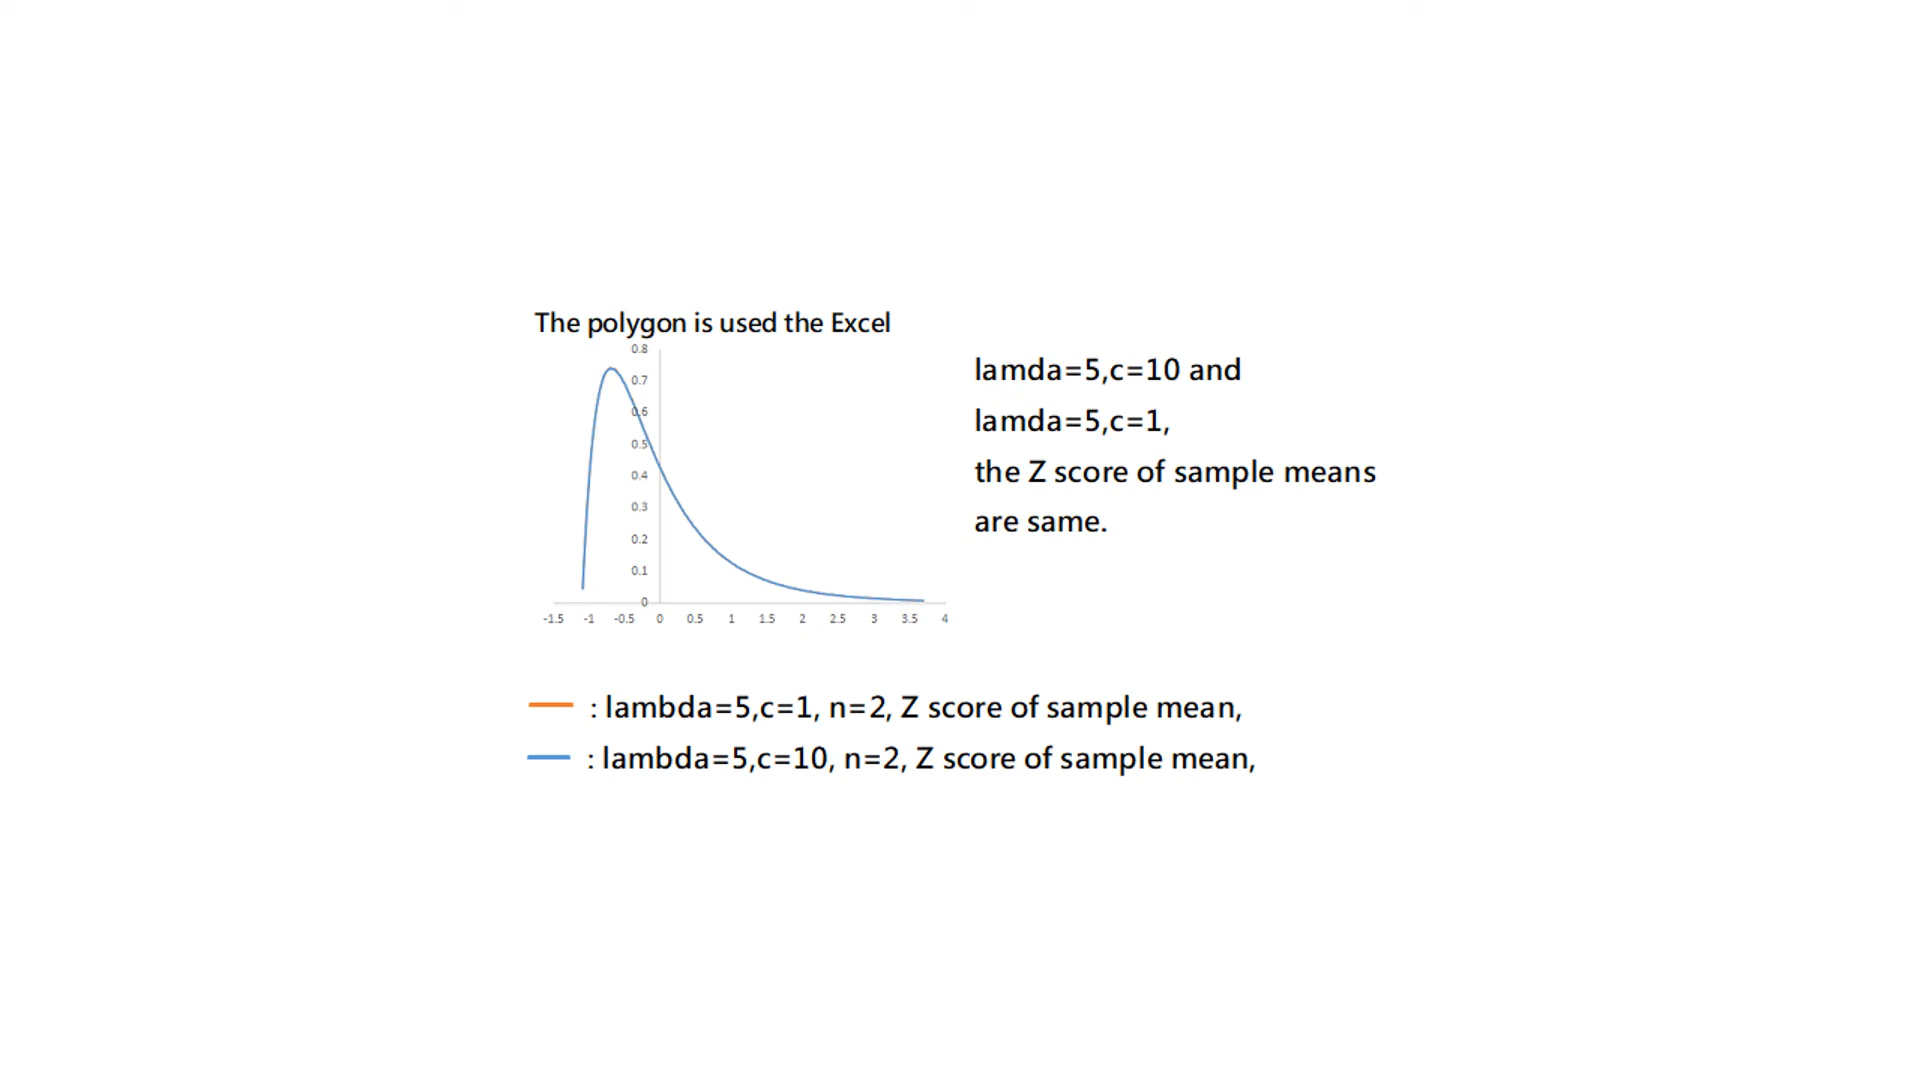 The polygon is used the Excel
0.8
0.7
0.6
0.5
0.4
0.3
0.2
0.1
0
-1.5 -1 -0.5 0 0.5 1 1.5 2 2.5 3 3.5 4
lamda=5,c=10 and
lamda=5,c=1,
the Z score of sample means
are same.
: lambda=5,c=1, n=2, Z score of sample mean,
: lambda=5,c=10, n=2, Z score of sample mean,